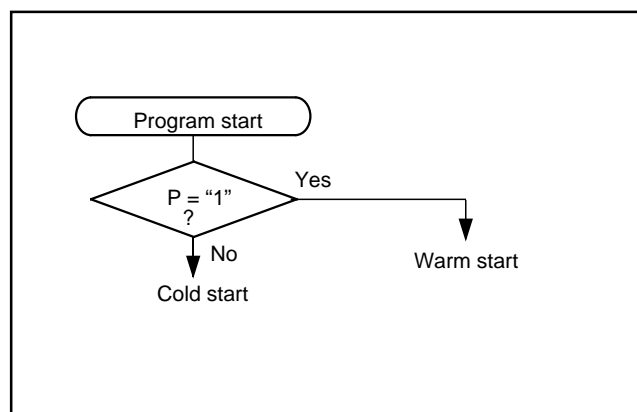 Program start
P = “1”
?
Yes
No
Warm start
Cold start